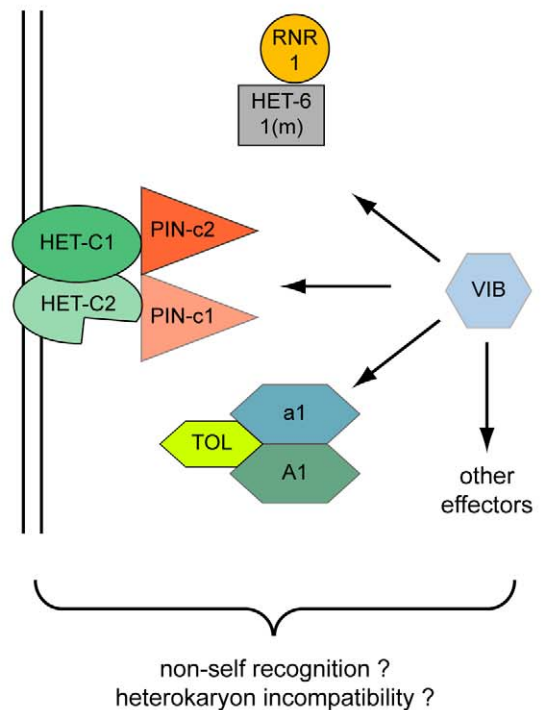 RNR
1
HET-6
1(m)
PIN-c2
HET-C1
VIB
HET-C2
PIN-c1
a1
TOL
A1
other
effectors
non-self recognition ?
heterokaryon incompatibility ?